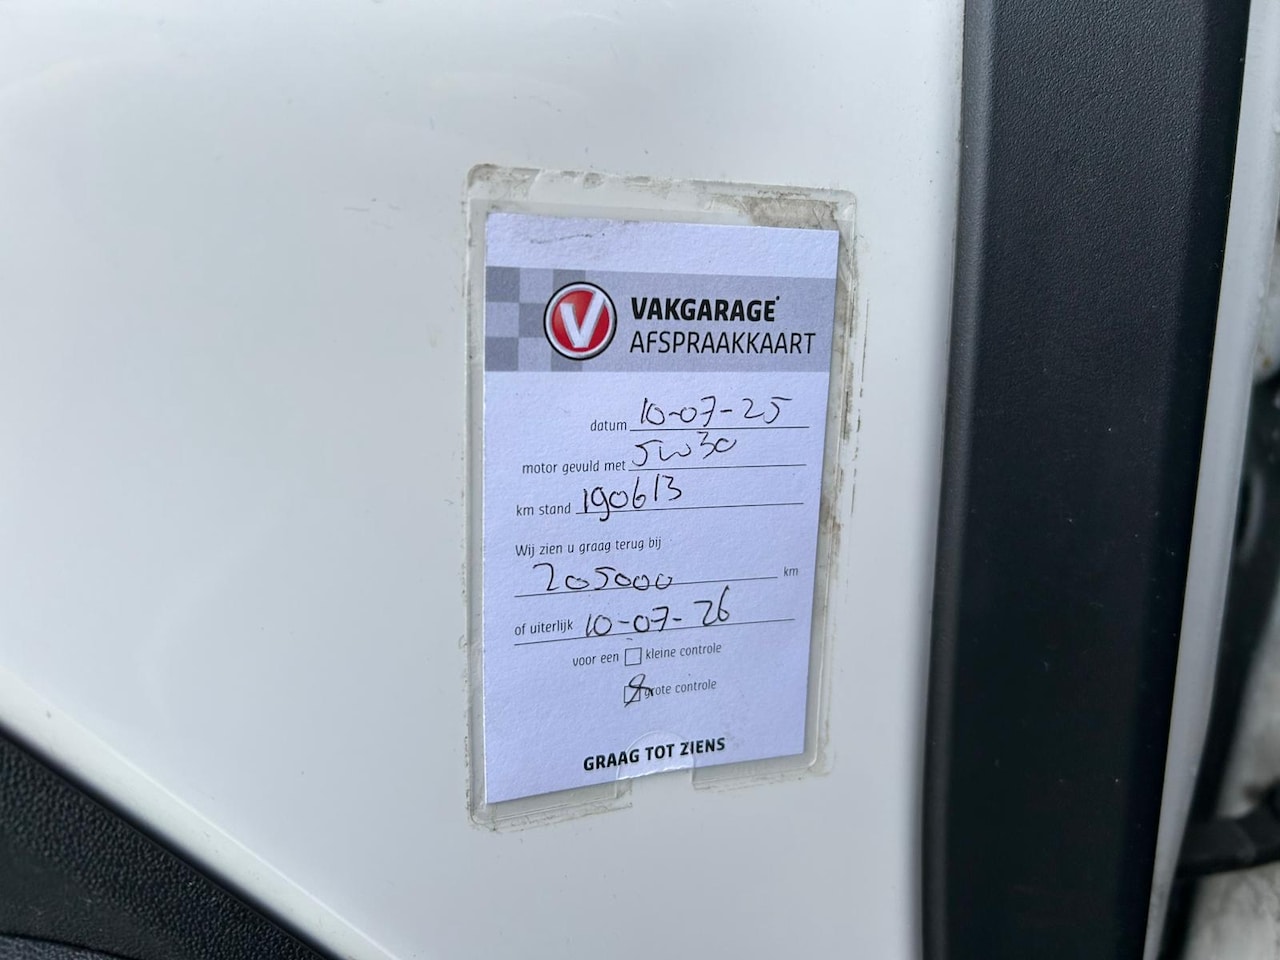 V
VAKGARAGE
AFSPRAAKKAART
datum 10-07-25
motor gevuld met 5w30
km stand 190613
Wij zien u graag terug bij
205000 km
of uiterlijk 10-07-26
voor een kleine controle
grote controle
GRAAG TOT ZIENS